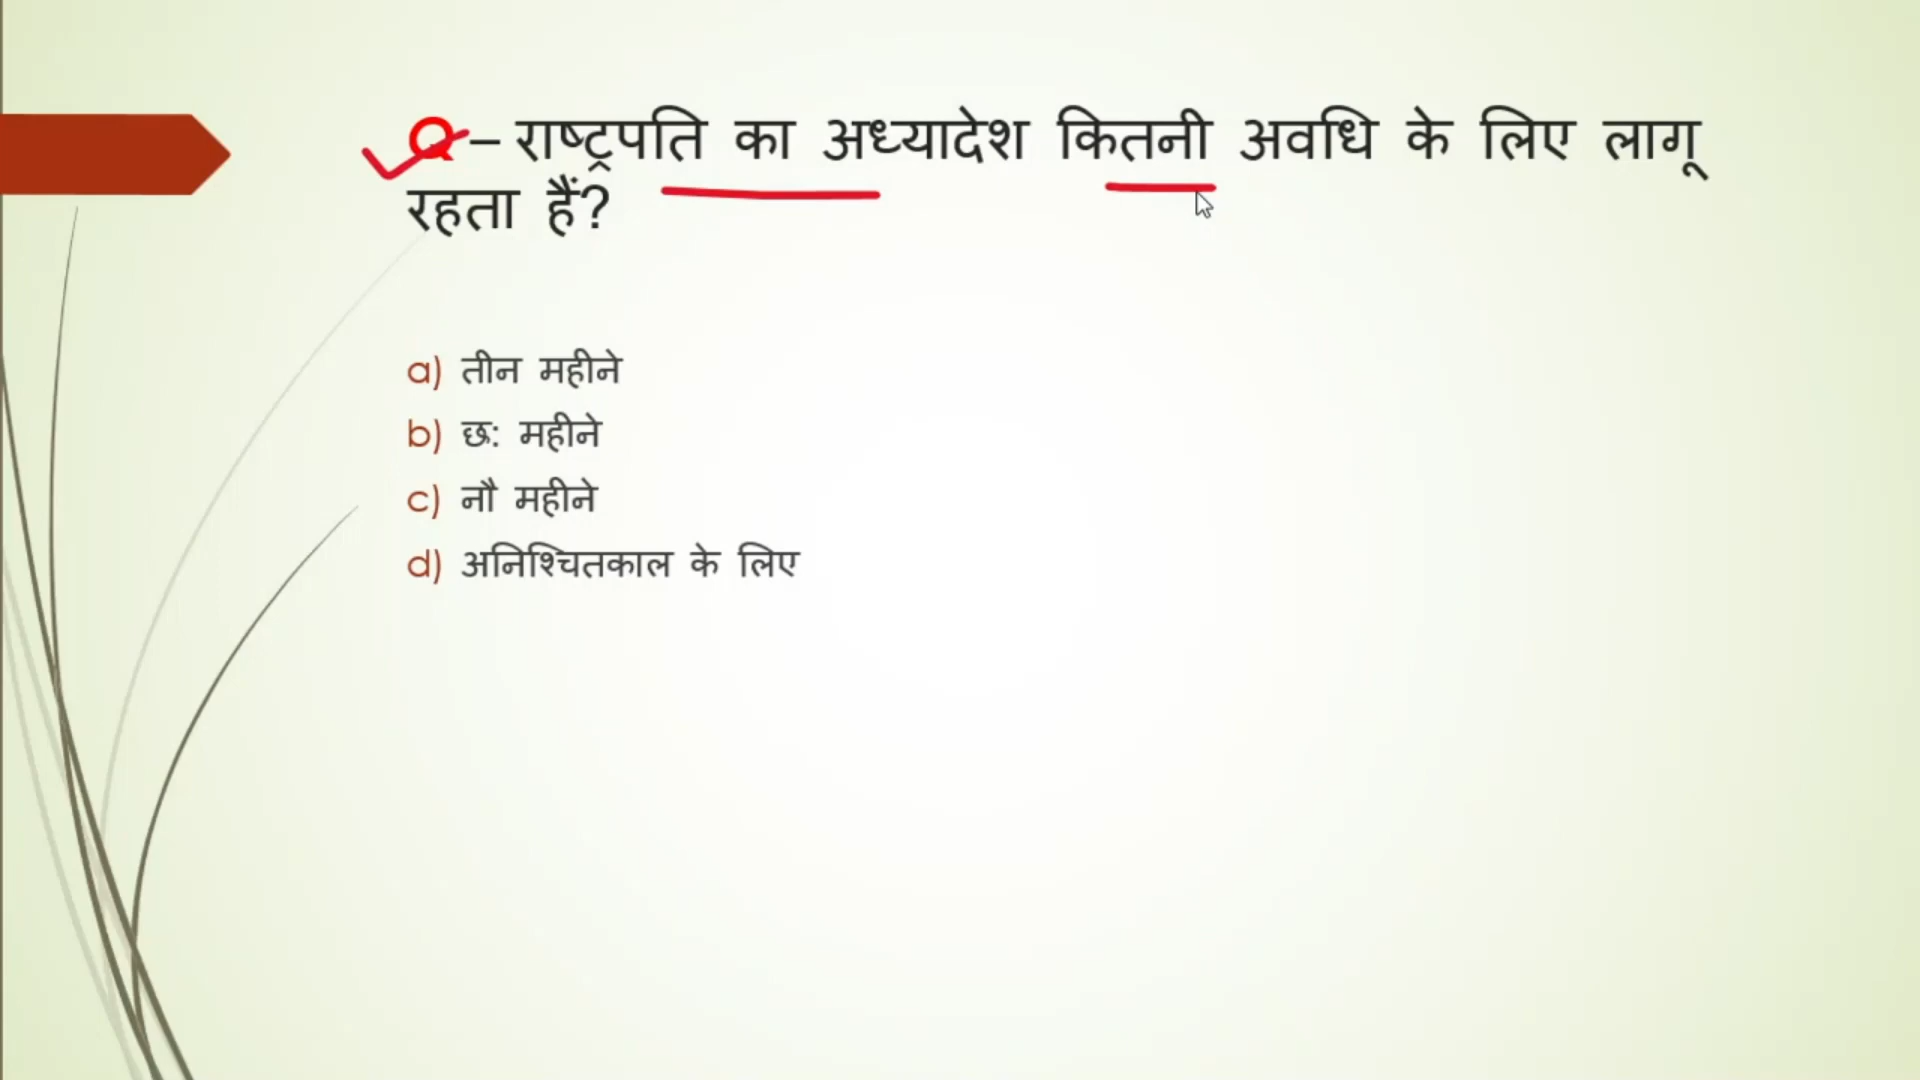 Q – राष्ट्रपति का अध्यादेश कितनी अवधि के लिए लागू
रहता हैं?
a) तीन महीने
b) छ: महीने
c) नौ महीने
d) अनिश्चितकाल के लिए